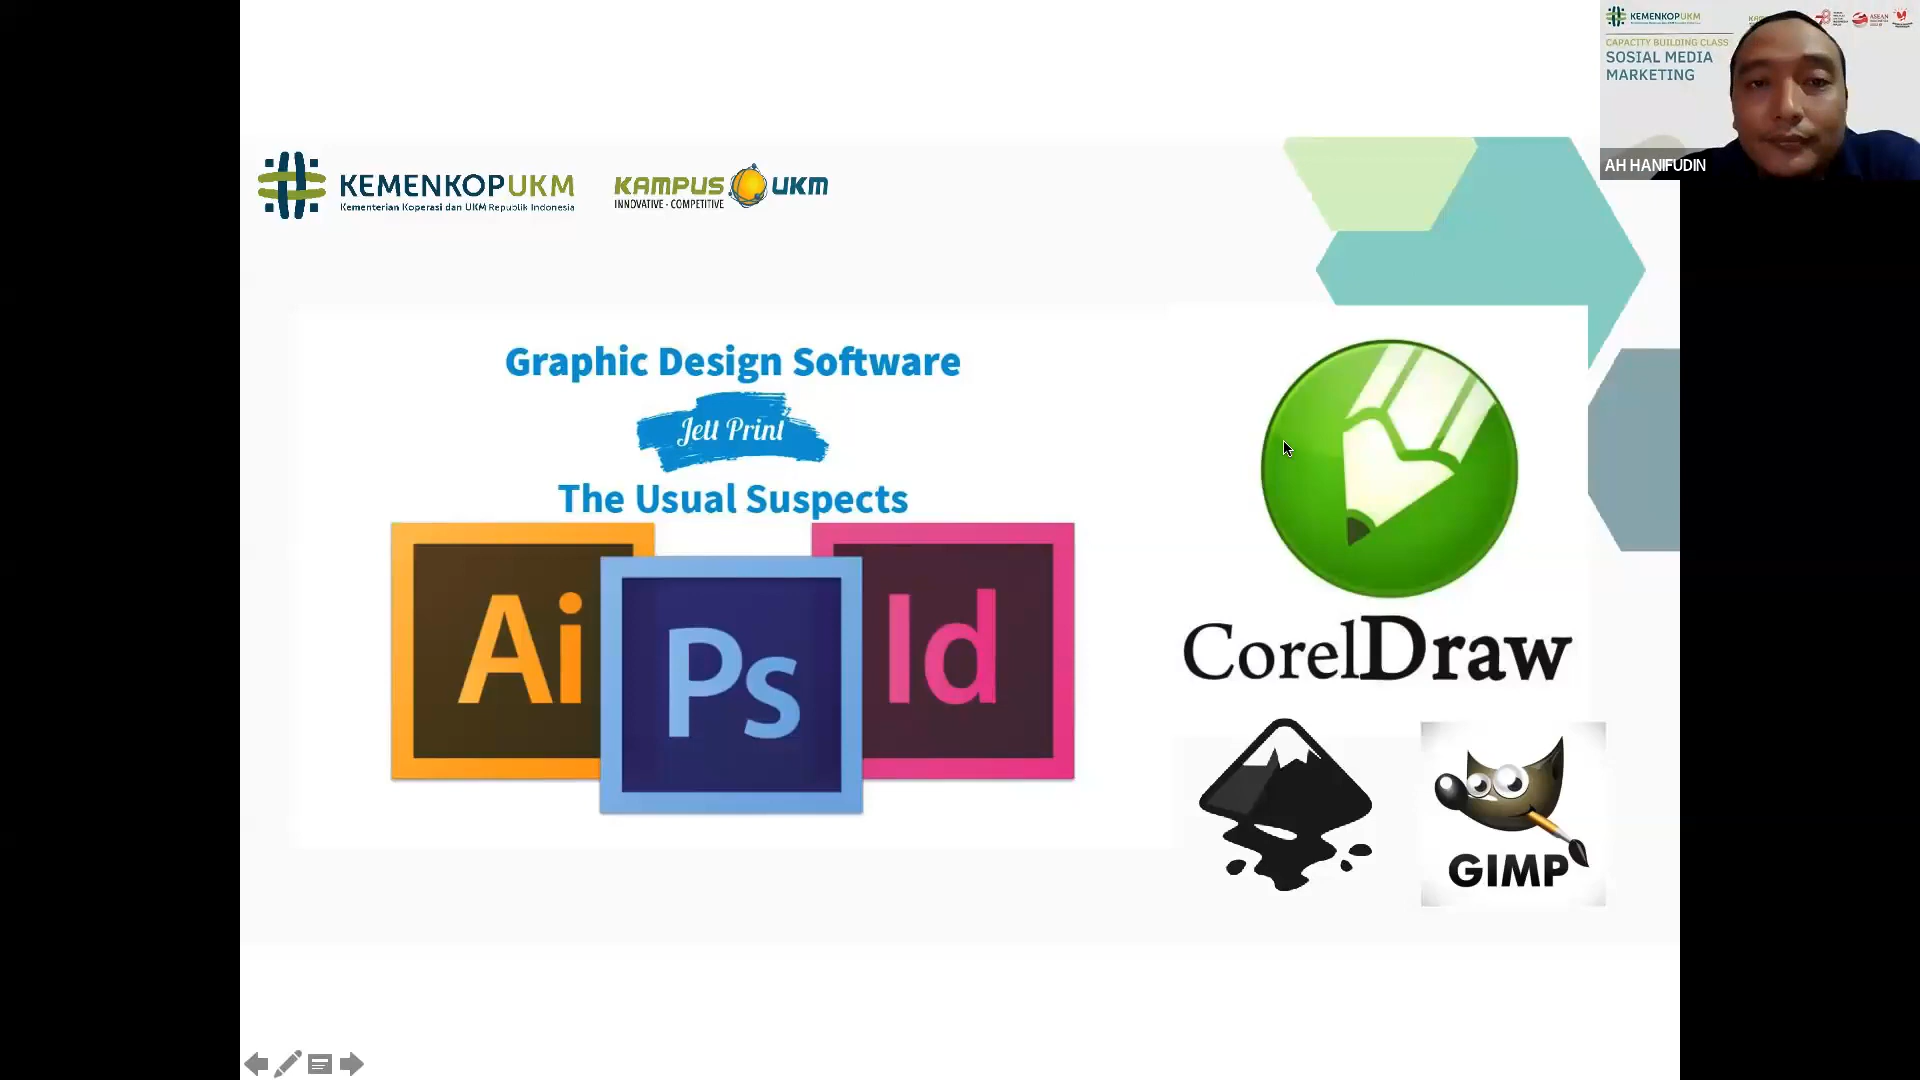 KEMENKOPUKM
Kementerian Koperasi dan UKM Republik Indonesia
KAMPUS UKM
INNOVATIVE - COMPETITIVE
KEMENKOPUKM
CAPACITY BUILDING CLASS
SOSIAL MEDIA
MARKETING
AH HANIFUDIN
Graphic Design Software
Jett Print
The Usual Suspects
Ai
Ps
Id
CorelDraw
GIMP